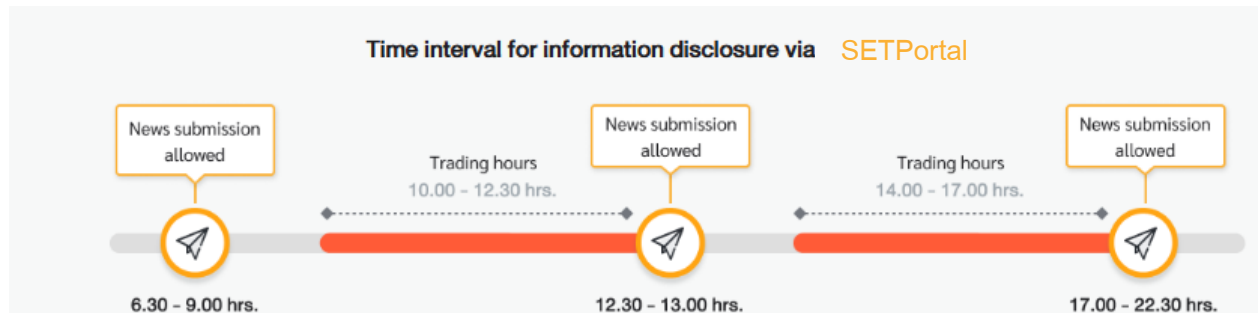 Time interval for information disclosure via SETPortal
News submission
allowed
Trading hours
10.00 - 12.30 hrs.
News submission
allowed
Trading hours
14.00 - 17.00 hrs.
News submission
allowed
6.30 - 9.00 hrs.
12.30 - 13.00 hrs.
17.00 - 22.30 hrs.